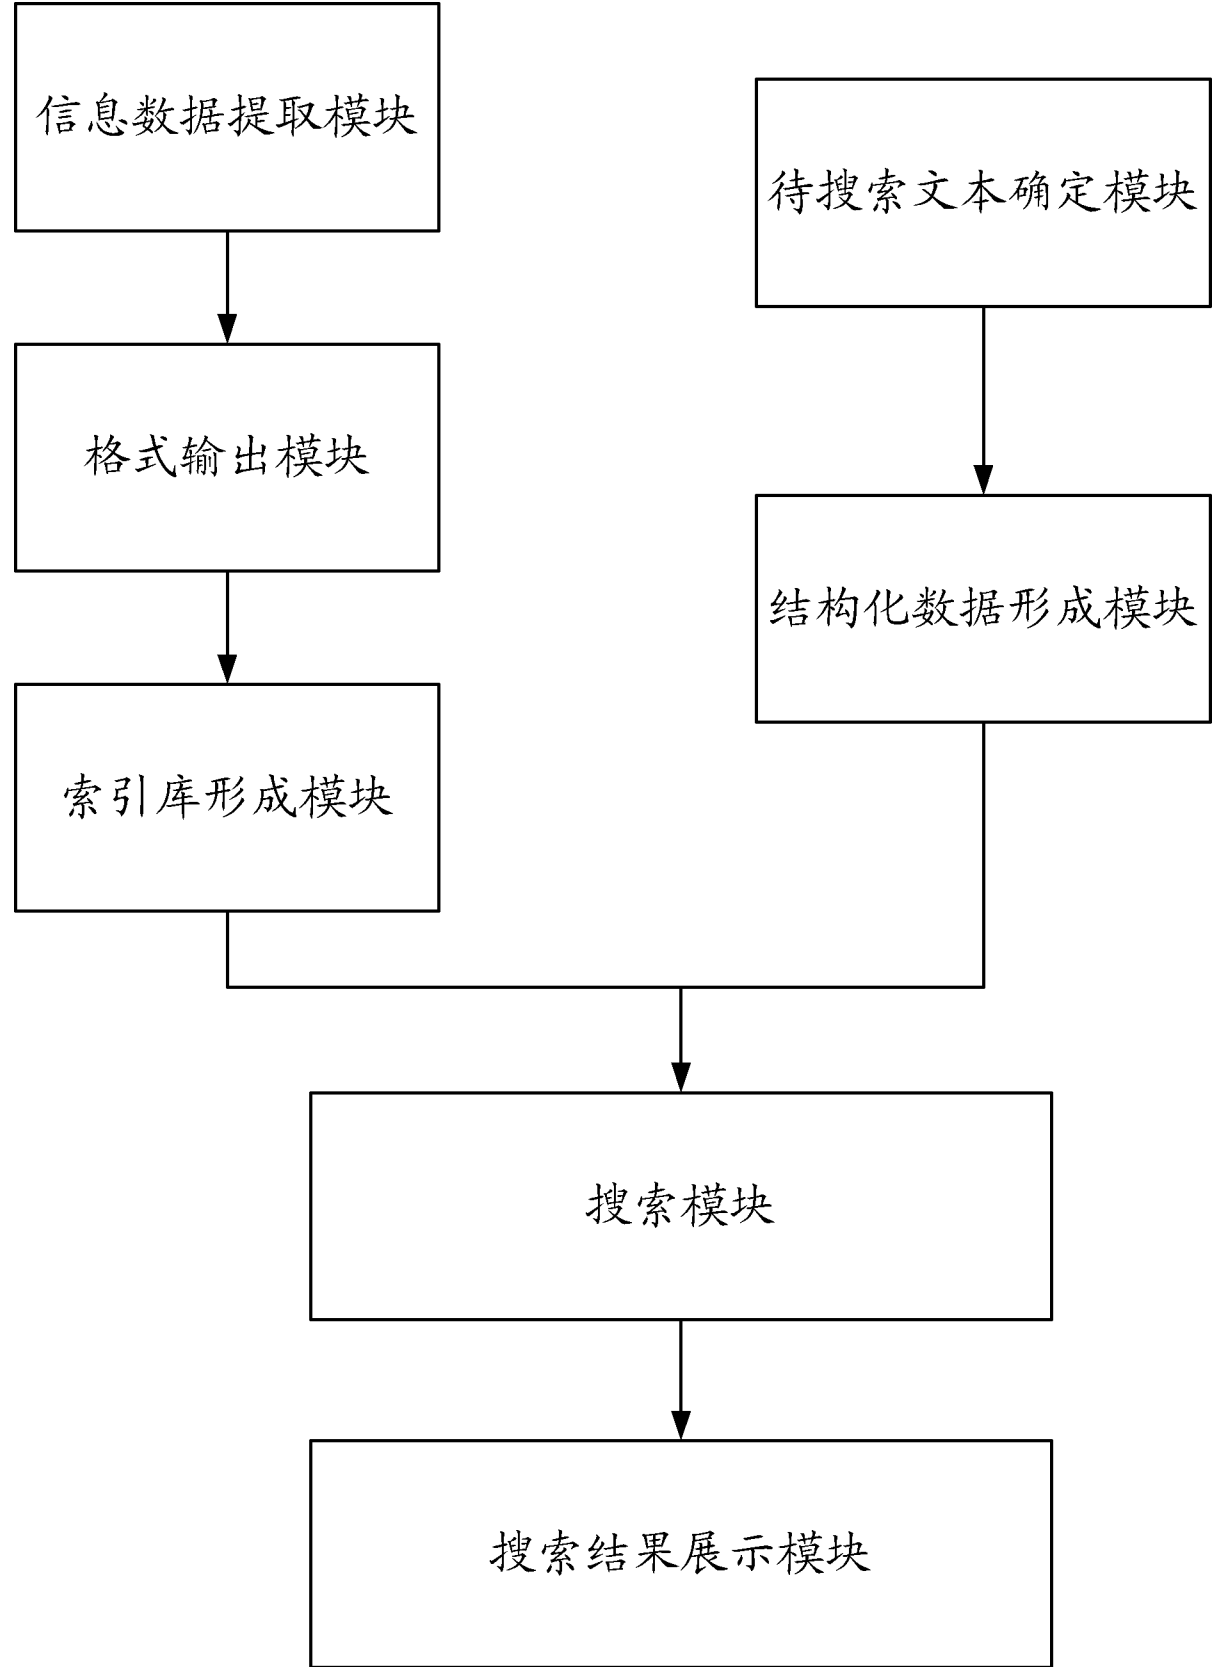 信息数据提取模块
待搜索文本确定模块
格式输出模块
结构化数据形成模块
索引库形成模块
搜索模块
搜索结果展示模块